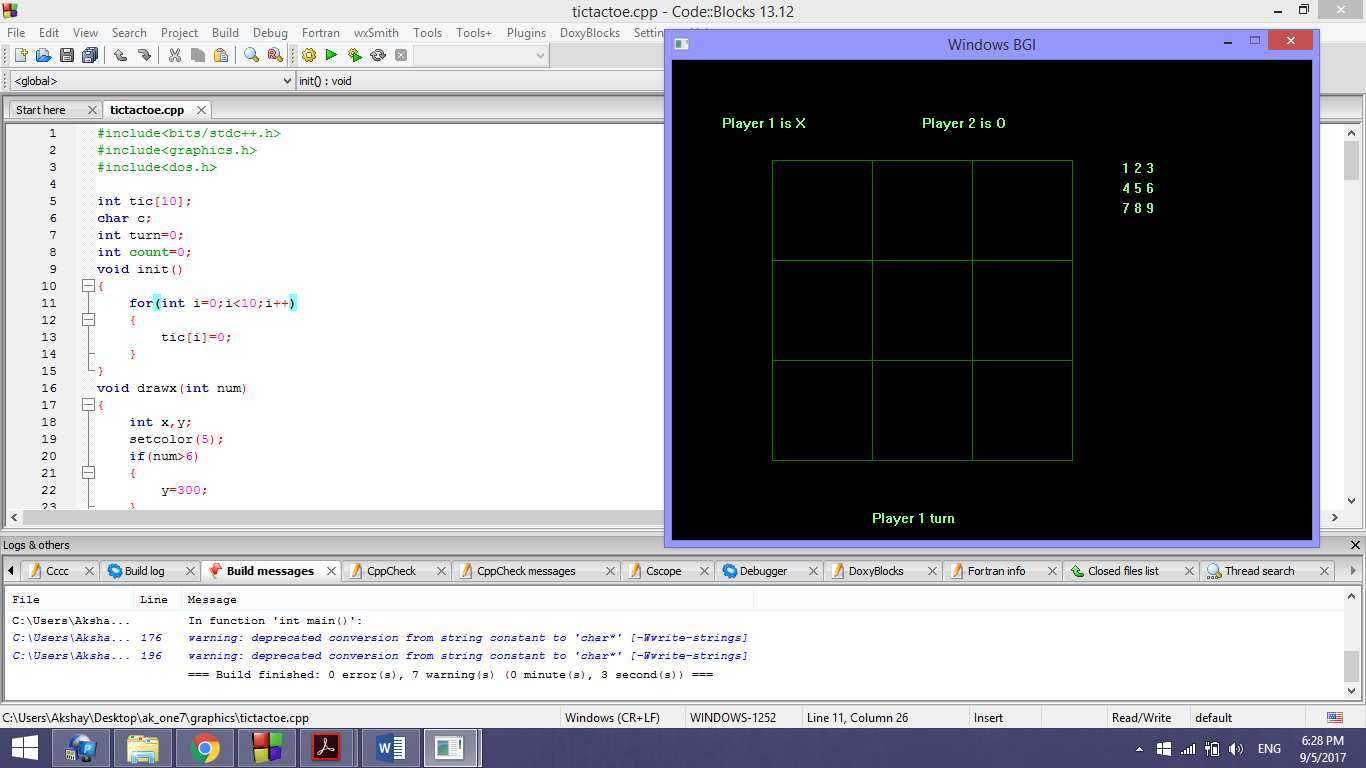 tictactoe.cpp - Code::Blocks 13.12
File Edit View Search Project Build Debug Fortran wxSmith Tools Tools+ Plugins DoxyBlocks
<global> init() : void
Start here tictactoe.cpp
1 #include<bits/stdc++.h>
2 #include<graphics.h>
3 #include<dos.h>
4
5 int tic[10];
6 char c;
7 int turn=0;
8 int count=0;
9 void init()
10 {
11 for(int i=0;i<10;i++)
12 {
13 tic[i]=0;
14 }
15 }
16 void drawx(int num)
17 {
18 int x,y;
19 setcolor(5);
20 if(num>6)
21 {
22 y=300;
23 }
Windows BGI
Player 1 is X Player 2 is O
1 2 3
4 5 6
7 8 9
Player 1 turn
Logs & others
Cccc Build log Build messages CppCheck CppCheck messages Cscope Debugger DoxyBlocks Fortran info Closed files list Thread search
File Line Message
C:\Users\Aksha... In function 'int main()':
C:\Users\Aksha... 176 warning: deprecated conversion from string constant to 'char*' [-Wwrite-strings]
C:\Users\Aksha... 196 warning: deprecated conversion from string constant to 'char*' [-Wwrite-strings]
=== Build finished: 0 error(s), 7 warning(s) (0 minute(s), 3 second(s)) ===
C:\Users\Akshay\Desktop\ak_one7\graphics\tictactoe.cpp Windows (CR+LF) WINDOWS-1252 Line 11, Column 26 Insert Read/Write default
ENG
6:28 PM
9/5/2017